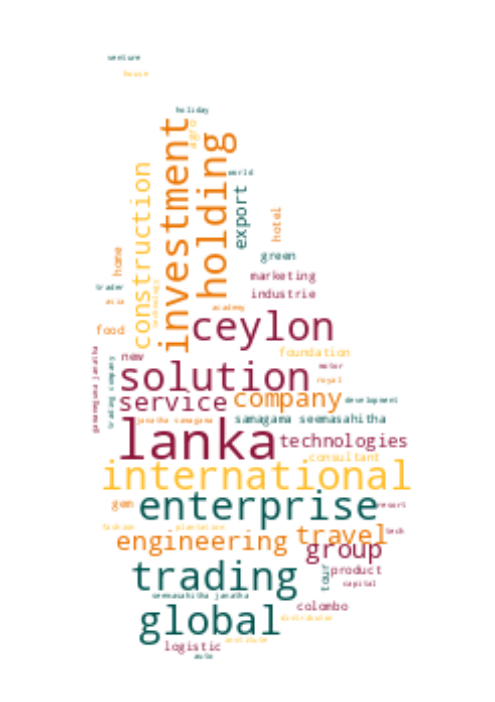 venture
house
holiday
agro
investment
holding
world
construction
export
hotel
green
home
marketing
trader
industrie
asia
technology
academy
ceylon
food
foundation
new
motor
solution
royal
trading company
service
company
development
janatha samagama
samagama seemasahitha
lanka
technologies
consultant
international
gem
enterprise
resort
fashion
plantation
travel
tech
engineering
group
trading
tour
product
capital
seemasahitha janatha
colombo
global
distributor
institute
logistic
auto